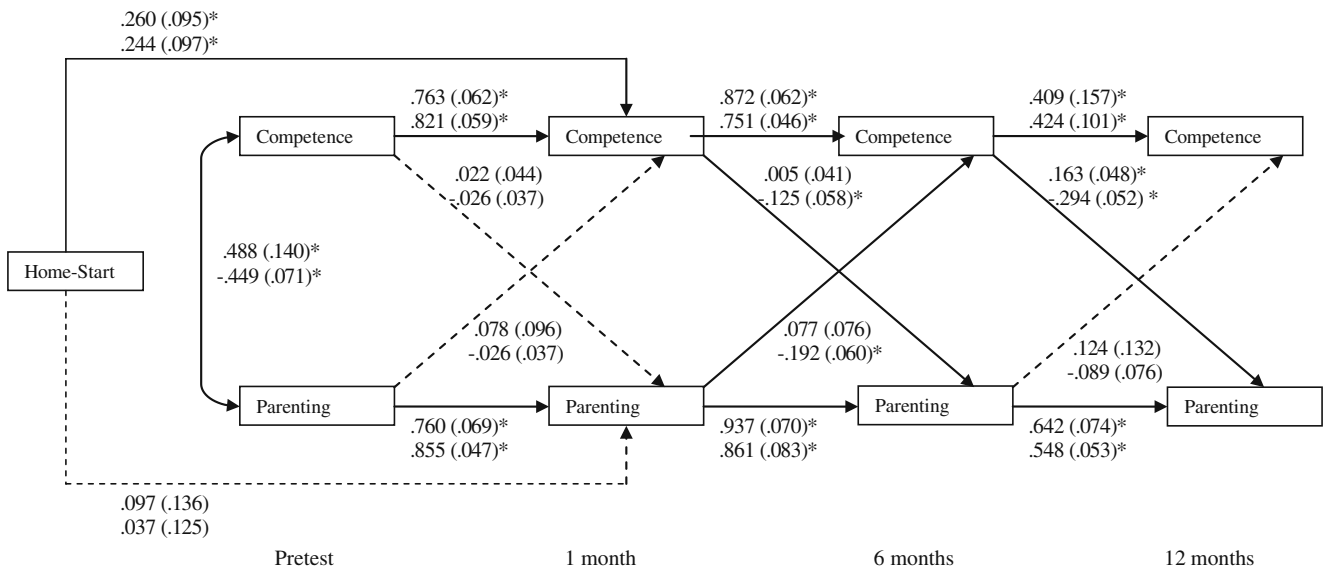 .260 (.095)*
.244 (.097)*
.763 (.062)*
.821 (.059)*
.872 (.062)*
.751 (.046)*
.409 (.157)*
.424 (.101)*
Competence
Competence
Competence
Competence
.022 (.044)
-.026 (.037)
.005 (.041)
-.125 (.058)*
.163 (.048)*
-.294 (.052) *
Home-Start
.488 (.140)*
-.449 (.071)*
.078 (.096)
-.026 (.037)
.077 (.076)
-.192 (.060)*
.124 (.132)
-.089 (.076)
Parenting
Parenting
Parenting
Parenting
.760 (.069)*
.855 (.047)*
.937 (.070)*
.861 (.083)*
.642 (.074)*
.548 (.053)*
.097 (.136)
.037 (.125)
Pretest
1 month
6 months
12 months